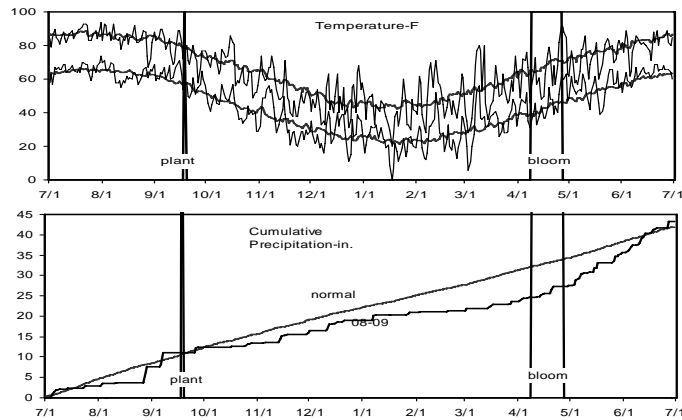 100
Temperature-F
80
60
40
20
plant
bloom
0
7/1 8/1 9/1 10/1 11/1 12/1 1/1 2/1 3/1 4/1 5/1 6/1 7/1
45
Cumulative
40
Precipitation-in.
35
30
normal
25
20
08-09
15
10
5
plant
bloom
0
7/1 8/1 9/1 10/1 11/1 12/1 1/1 2/1 3/1 4/1 5/1 6/1 7/1